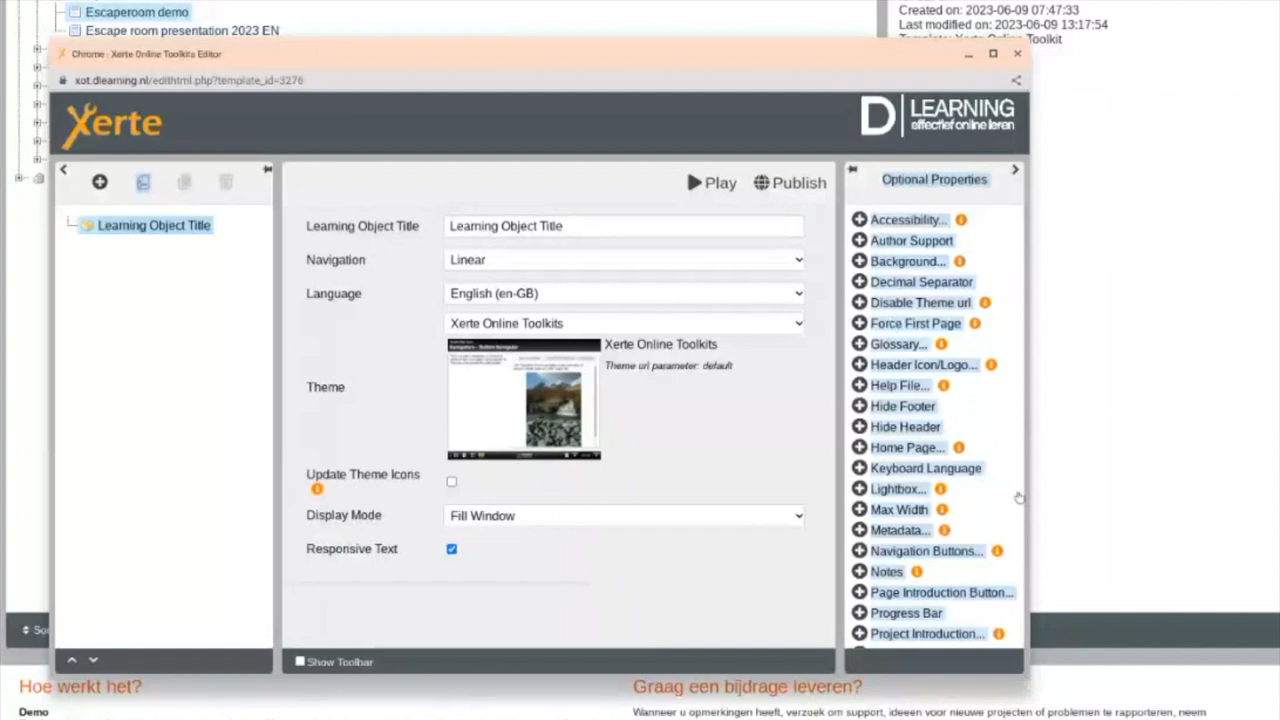 Escaperoom demo
Escape room presentation 2023 EN
Created on: 2023-06-09 07:47:33
Last modified on: 2023-06-09 13:17:54
Template: Xerte Online Toolkit
Chrome - Xerte Online Toolkits Editor
xot.dlearning.nl/edithtml.php?template_id=3276
Xerte
D LEARNING
effectief online leren
Learning Object Title
Play
Publish
Learning Object Title
Learning Object Title
Navigation
Linear
Language
English (en-GB)
Xerte Online Toolkits
Theme
Xerte Online Toolkits
Theme url parameter: default
Update Theme Icons
Display Mode
Fill Window
Responsive Text
Show Toolbar
Optional Properties
Accessibility...
Author Support
Background...
Decimal Separator
Disable Theme url
Force First Page
Glossary...
Header Icon/Logo...
Help File...
Hide Footer
Hide Header
Home Page...
Keyboard Language
Lightbox...
Max Width
Metadata...
Navigation Buttons...
Notes
Page Introduction Button...
Progress Bar
Project Introduction...
Hoe werkt het?
Demo
Graag een bijdrage leveren?
Wanneer u opmerkingen heeft, verzoek om support, ideeen voor nieuwe projecten of problemen te rapporteren, neem